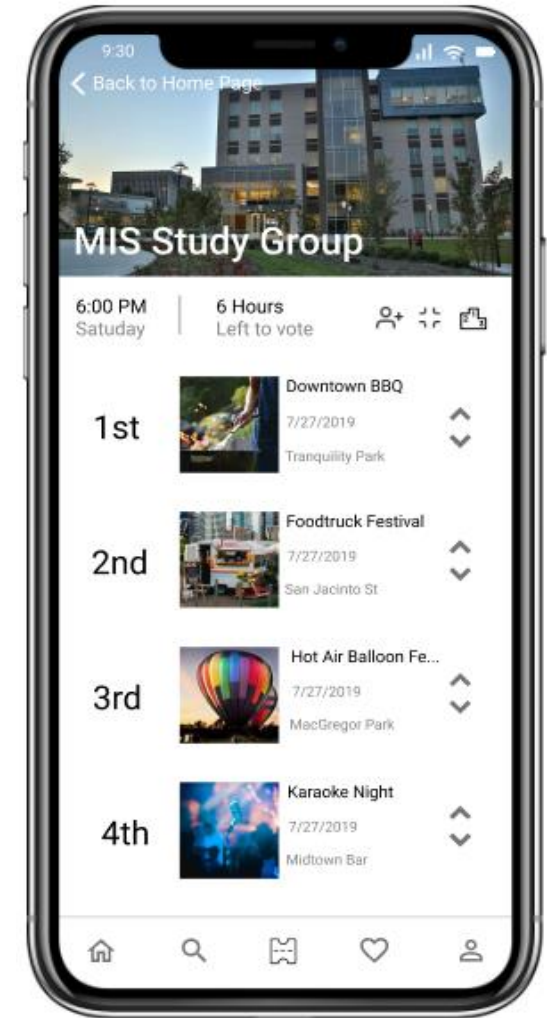 9:30
Back to Home Page
MIS Study Group
6:00 PM
Satuday
6 Hours
Left to vote
1st
Downtown BBQ
7/27/2019
Tranquility Park
2nd
Foodtruck Festival
7/27/2019
San Jacinto St
3rd
Hot Air Balloon Fe...
7/27/2019
MacGregor Park
4th
Karaoke Night
7/27/2019
Midtown Bar